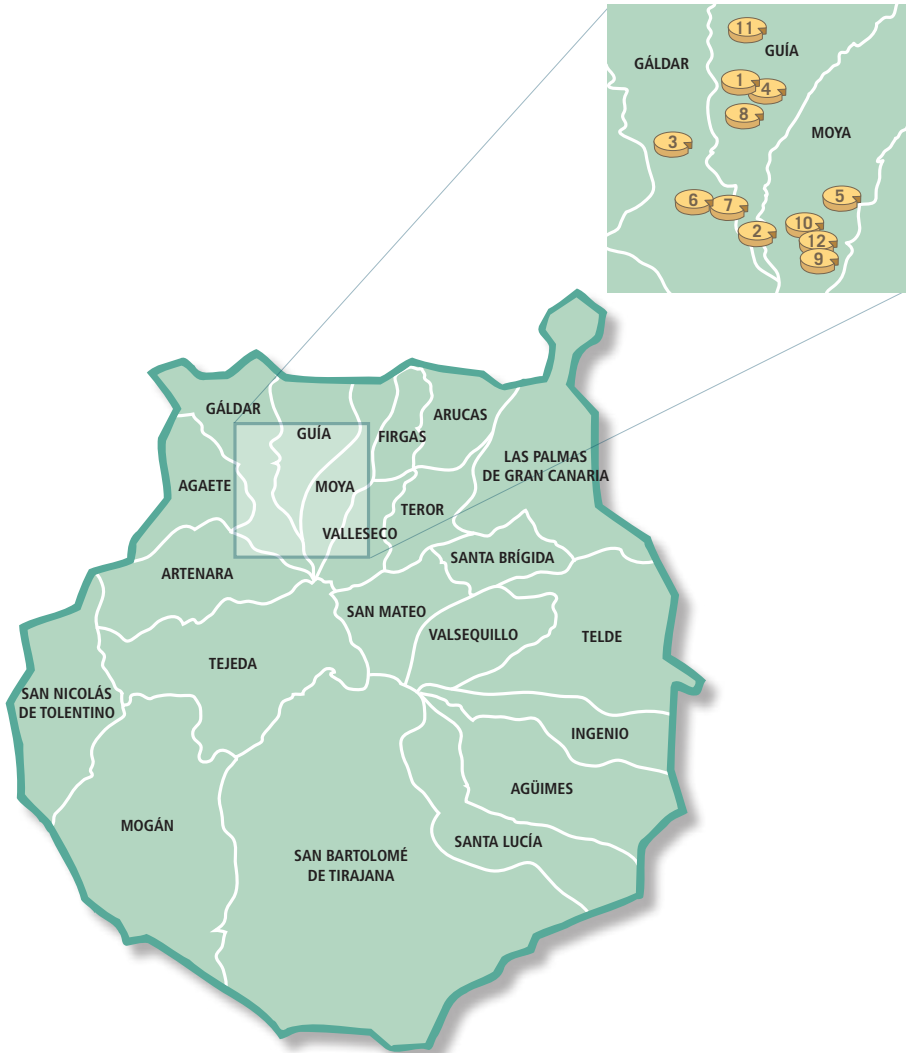 11
GUÍA
GÁLDAR
1
4
8
MOYA
3
5
6
7
10
2
12
9
GÁLDAR
ARUCAS
GUÍA
FIRGAS
LAS PALMAS
DE GRAN CANARIA
AGAETE
MOYA
TEROR
VALLESECO
SANTA BRÍGIDA
ARTENARA
SAN MATEO
VALSEQUILLO
TELDE
TEJEDA
SAN NICOLÁS
DE TOLENTINO
INGENIO
AGÜIMES
MOGÁN
SANTA LUCÍA
SAN BARTOLOMÉ
DE TIRAJANA